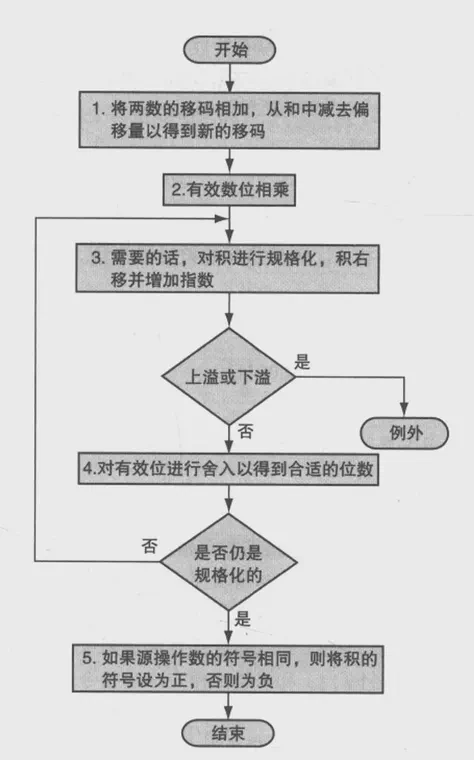 开始
1. 将两数的移码相加，从和中减去偏
移量以得到新的移码
2.有效数位相乘
3. 需要的话，对积进行规格化，积右
移并增加指数
上溢或下溢
是
例外
否
4.对有效位进行舍入以得到合适的位数
否
是否仍是
规格化的
是
5. 如果源操作数的符号相同，则将积的
符号设为正，否则为负
结束